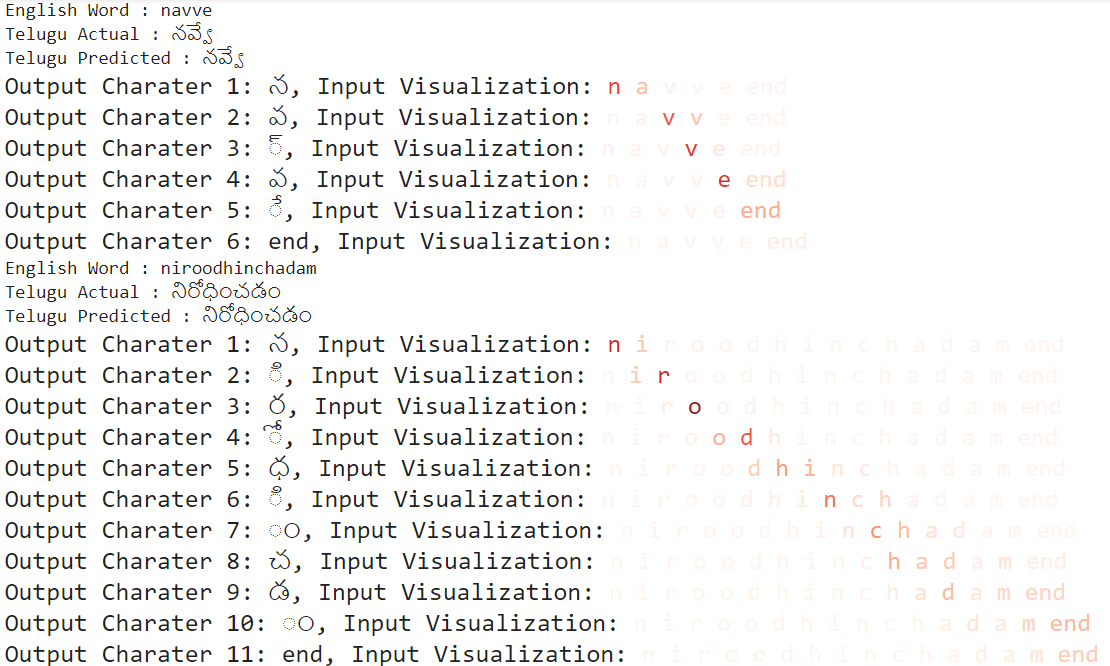 English Word : navve
Telugu Actual : నవ్వే
Telugu Predicted : నవ్వే
Output Charater 1: న, Input Visualization: n a v v e end
Output Charater 2: వ, Input Visualization: n a v v e end
Output Charater 3: ్, Input Visualization: n a v v e end
Output Charater 4: వ, Input Visualization: n a v v e end
Output Charater 5: ే, Input Visualization: n a v v e end
Output Charater 6: end, Input Visualization: n a v v e end
English Word : niroodhinchadam
Telugu Actual : నిరోధించడం
Telugu Predicted : నిరోధించడం
Output Charater 1: న, Input Visualization: n i r o o d h i n c h a d a m end
Output Charater 2: ి, Input Visualization: n i r o o d h i n c h a d a m end
Output Charater 3: ర, Input Visualization: n i r o o d h i n c h a d a m end
Output Charater 4: ో, Input Visualization: n i r o o d h i n c h a d a m end
Output Charater 5: ధ, Input Visualization: n i r o o d h i n c h a d a m end
Output Charater 6: ి, Input Visualization: n i r o o d h i n c h a d a m end
Output Charater 7: ం, Input Visualization: n i r o o d h i n c h a d a m end
Output Charater 8: చ, Input Visualization: n i r o o d h i n c h a d a m end
Output Charater 9: డ, Input Visualization: n i r o o d h i n c h a d a m end
Output Charater 10: ం, Input Visualization: n i r o o d h i n c h a d a m end
Output Charater 11: end, Input Visualization: n i r o o d h i n c h a d a m end